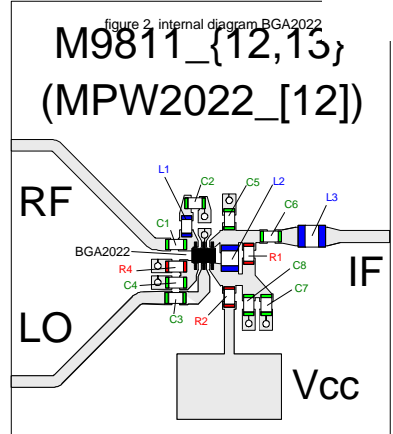 figure 2, internal diagram BGA2022
M9811_{12,13}
(MPW2022_[12])
L1
C2
C5
L2
C6
L3
RF
C1
BGA2022
R1
R4
C8
IF
C4
C7
C3
R2
LO
Vcc